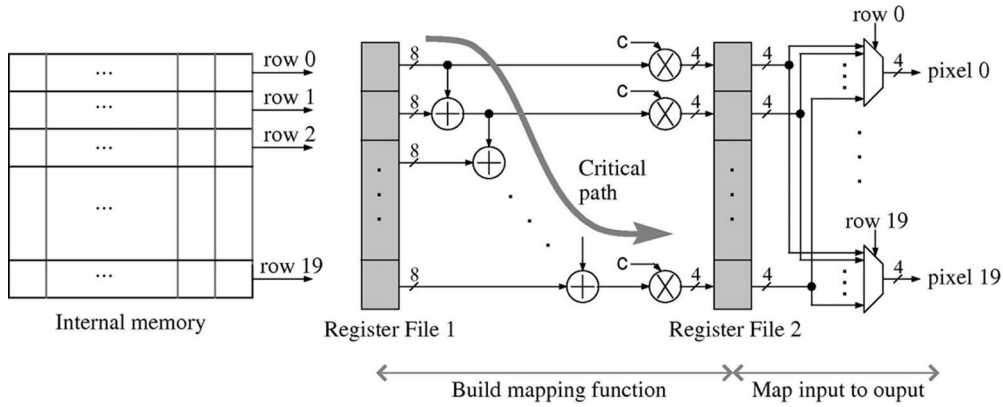 row 0
row 1
row 2
row 19
...
...
...
...
...
Internal memory
8
8
8
8
C
C
C
4
4
4
Critical
path
Register File 1
4
4
4
Register File 2
row 0
4
pixel 0
row 19
4
pixel 19
Build mapping function
Map input to ouput